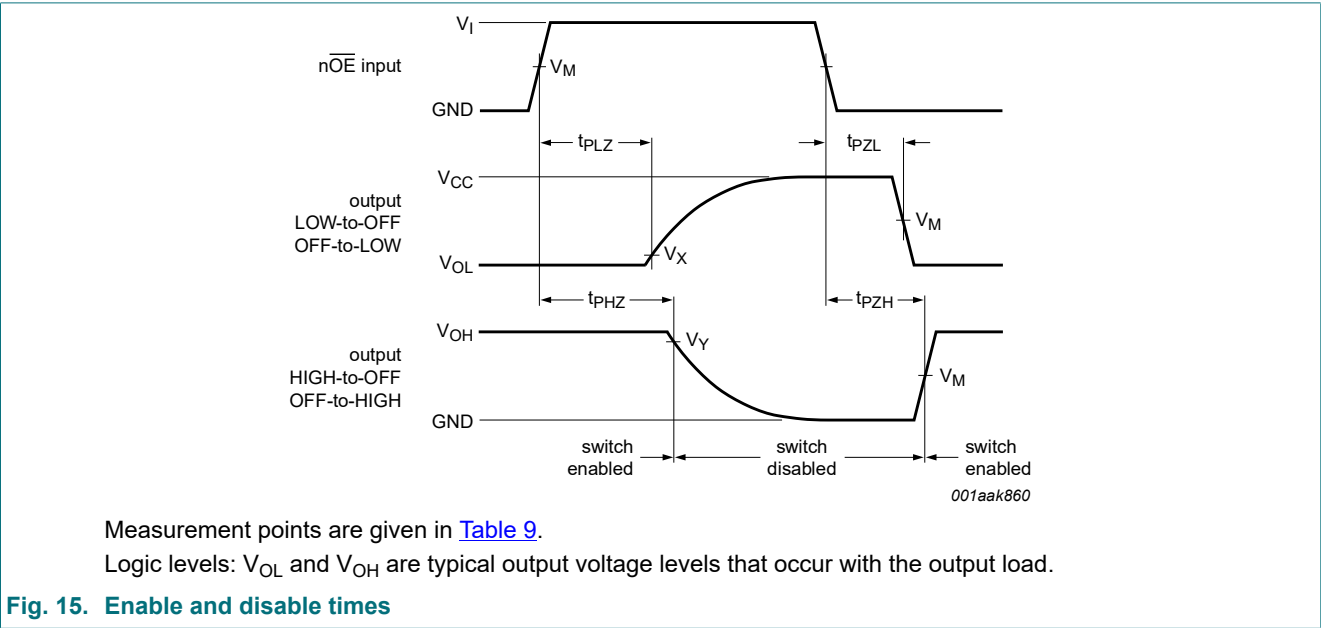 V_I
nOE input
V_M
GND
t_PLZ
t_PZL
V_CC
output
LOW-to-OFF
OFF-to-LOW
V_M
V_X
V_OL
t_PHZ
t_PZH
V_OH
V_Y
output
HIGH-to-OFF
OFF-to-HIGH
V_M
GND
switch
enabled
switch
disabled
switch
enabled
001aak860
Measurement points are given in Table 9.
Logic levels: V_OL and V_OH are typical output voltage levels that occur with the output load.
Fig. 15. Enable and disable times